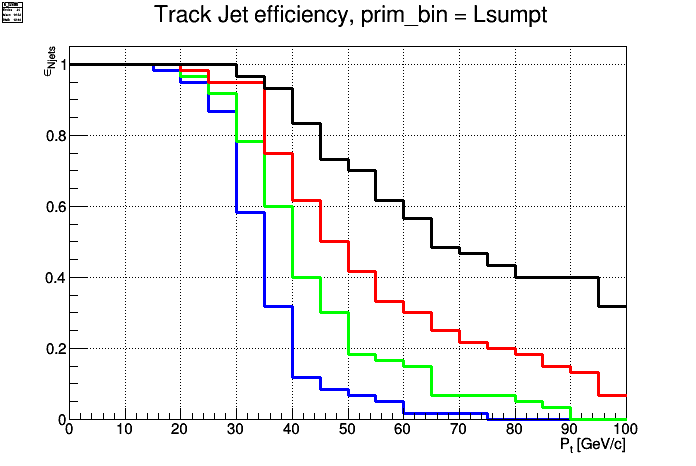 Track Jet efficiency, prim_bin = Lsumpt
ε_Njets
1
0.8
0.6
0.4
0.2
0
0 10 20 30 40 50 60 70 80 90 100
P_t [GeV/c]